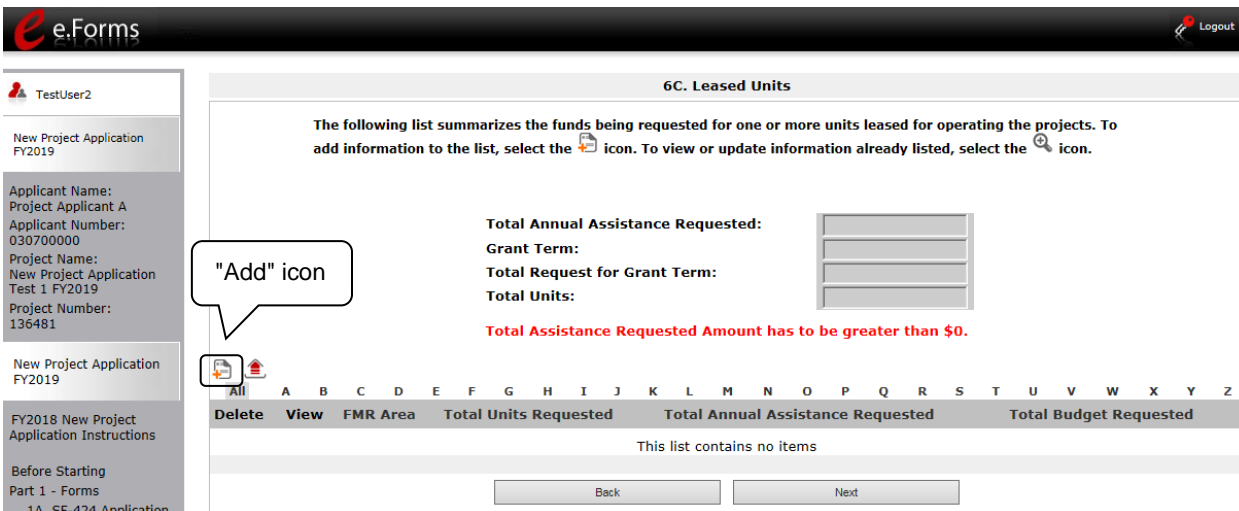 e e.Forms
Logout
TestUser2
New Project Application
FY2019
Applicant Name:
Project Applicant A
Applicant Number:
030700000
Project Name:
New Project Application
Test 1 FY2019
Project Number:
136481
New Project Application
FY2019
FY2018 New Project
Application Instructions
Before Starting
Part 1 - Forms
1A. SF-424 Application
6C. Leased Units
The following list summarizes the funds being requested for one or more units leased for operating the projects. To
add information to the list, select the icon. To view or update information already listed, select the icon.
Total Annual Assistance Requested:
Grant Term:
Total Request for Grant Term:
Total Units:
Total Assistance Requested Amount has to be greater than $0.
"Add" icon
All A B C D E F G H I J K L M N O P Q R S T U V W X Y Z
Delete View FMR Area Total Units Requested Total Annual Assistance Requested Total Budget Requested
This list contains no items
Back Next